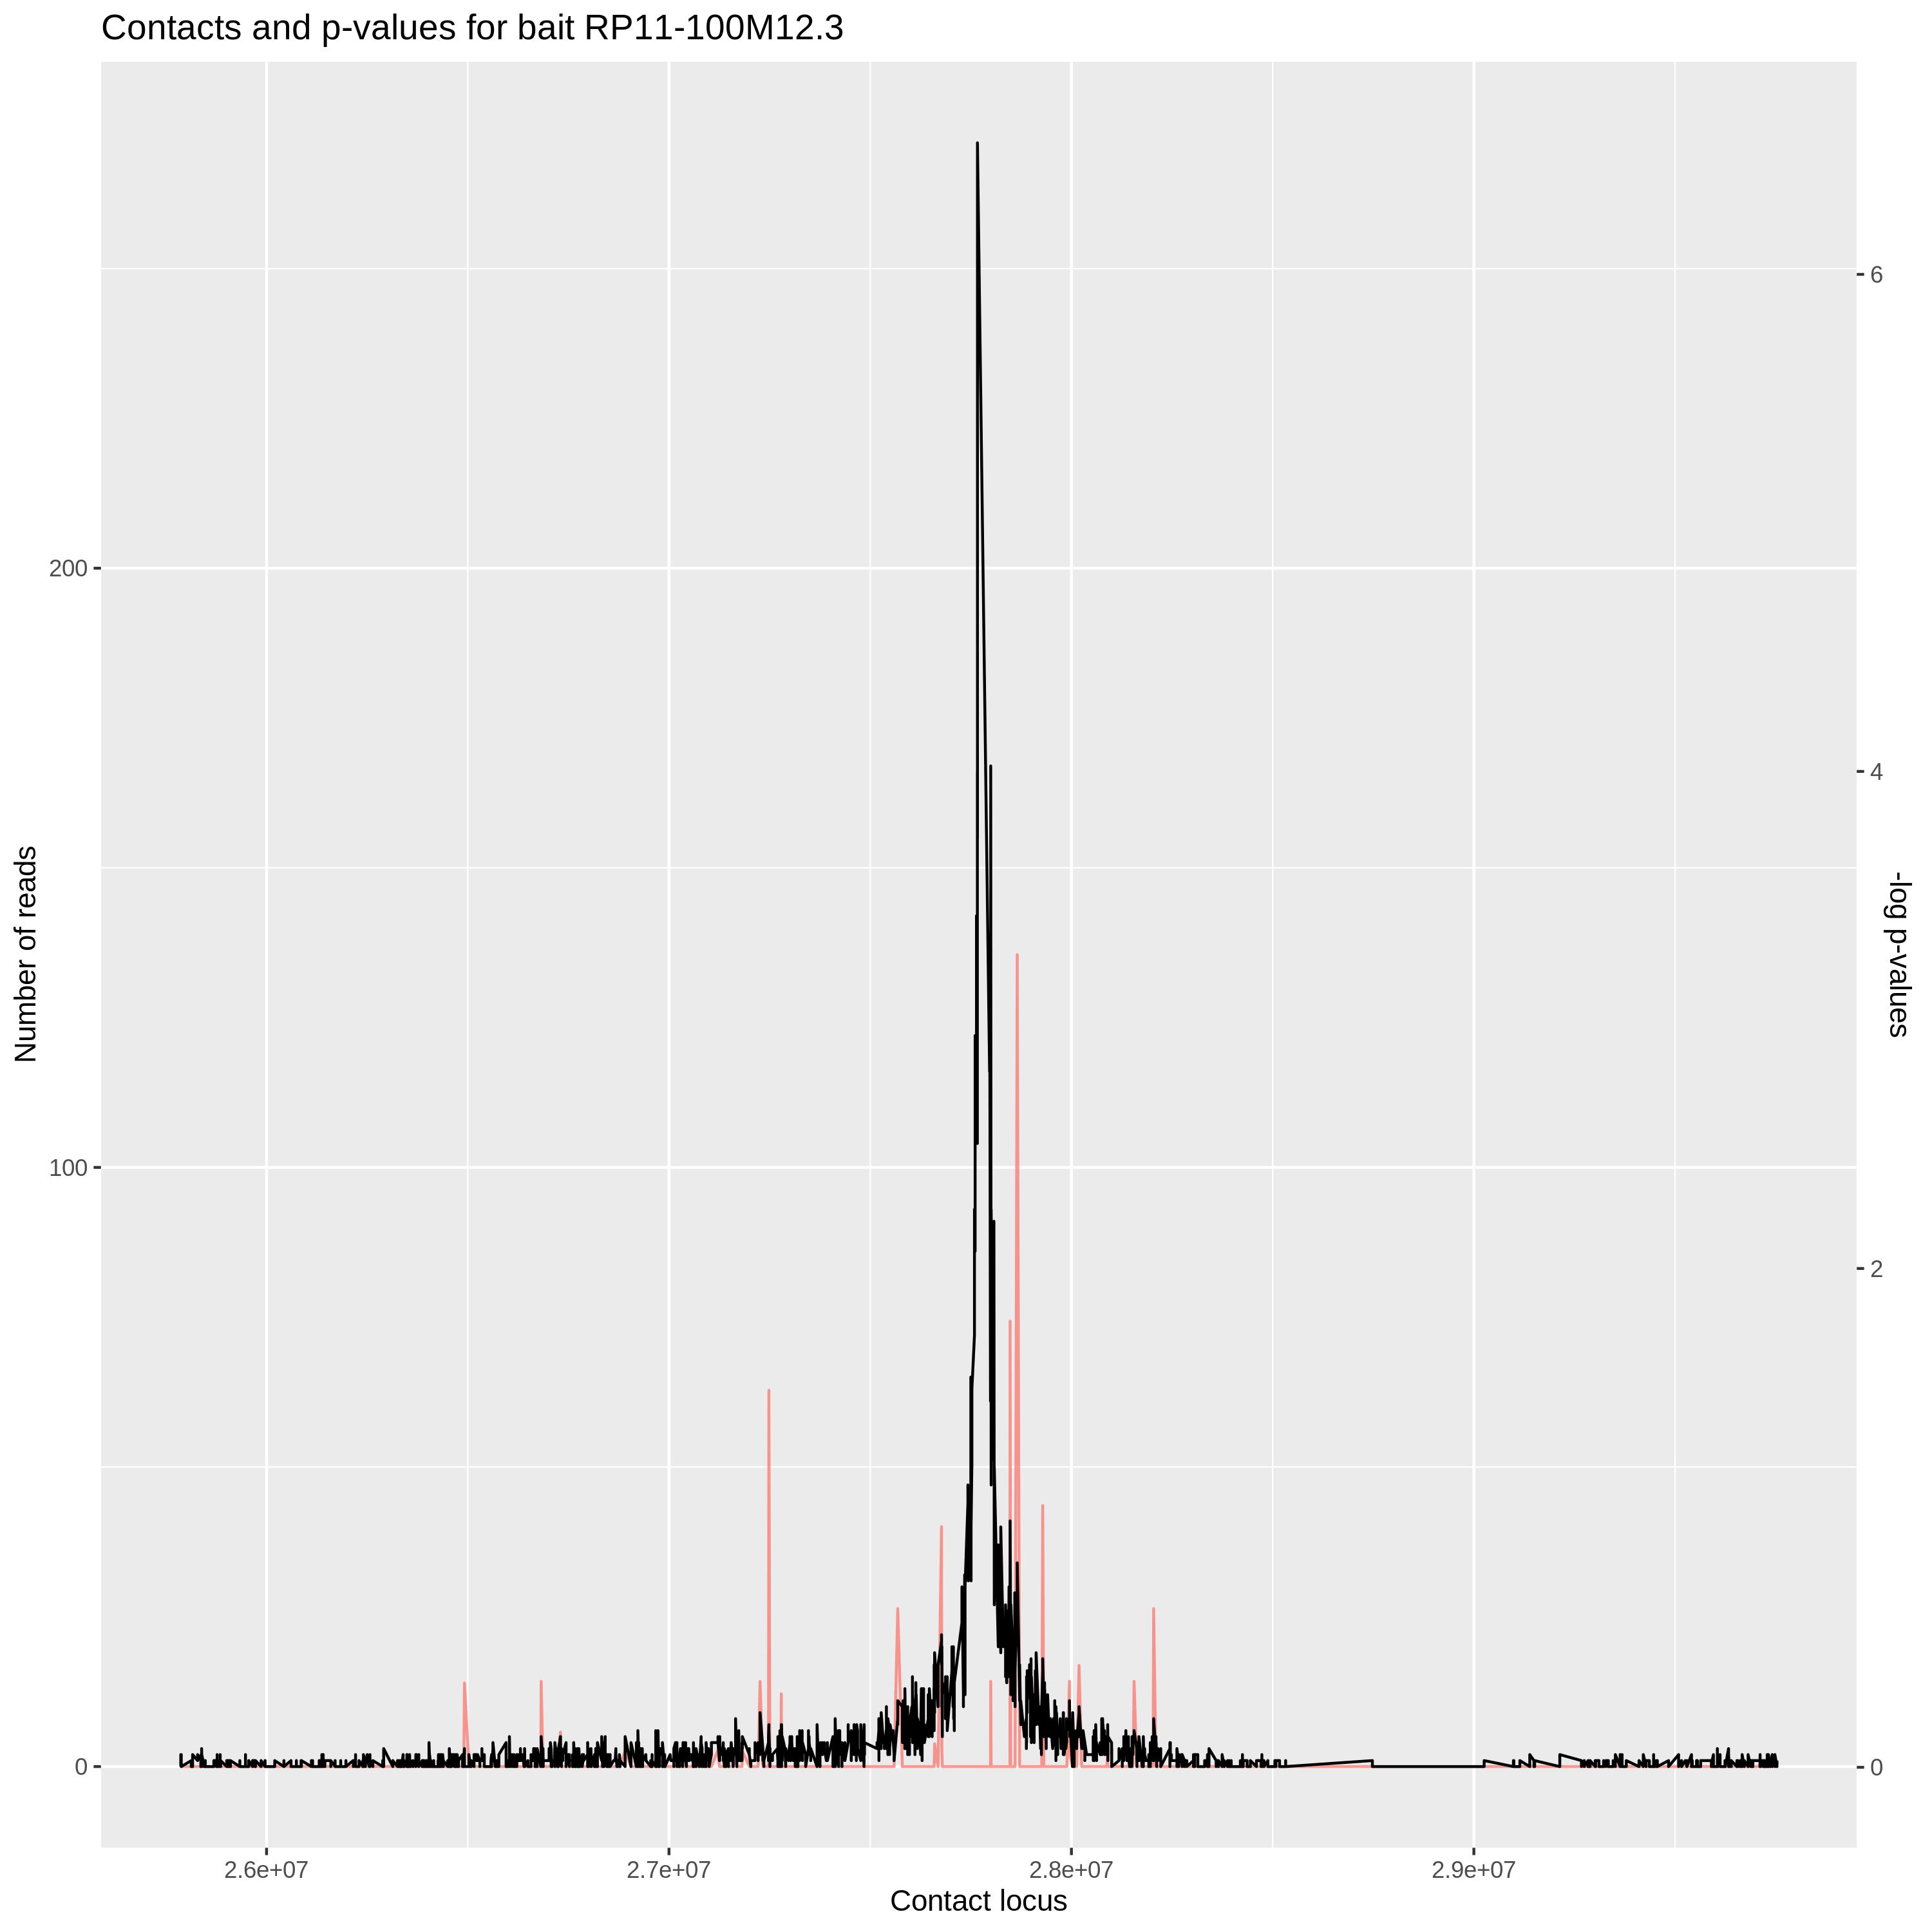 Contacts and p-values for bait RP11-100M12.3
Number of reads
200
100
0
6
4
2
0
-log p-values
2.6e+07
2.7e+07
2.8e+07
2.9e+07
Contact locus